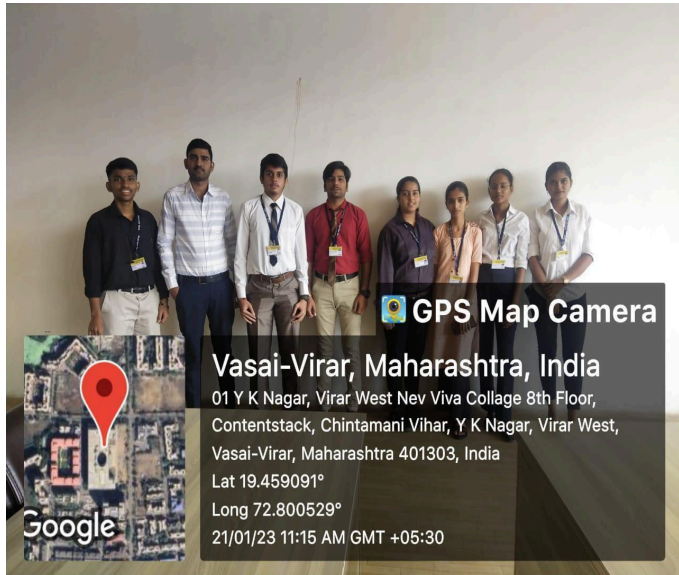 GPS Map Camera
Vasai-Virar, Maharashtra, India
01 Y K Nagar, Virar West Nev Viva Collage 8th Floor,
Contentstack, Chintamani Vihar, Y K Nagar, Virar West,
Vasai-Virar, Maharashtra 401303, India
Lat 19.459091°
Long 72.800529°
21/01/23 11:15 AM GMT +05:30
Google